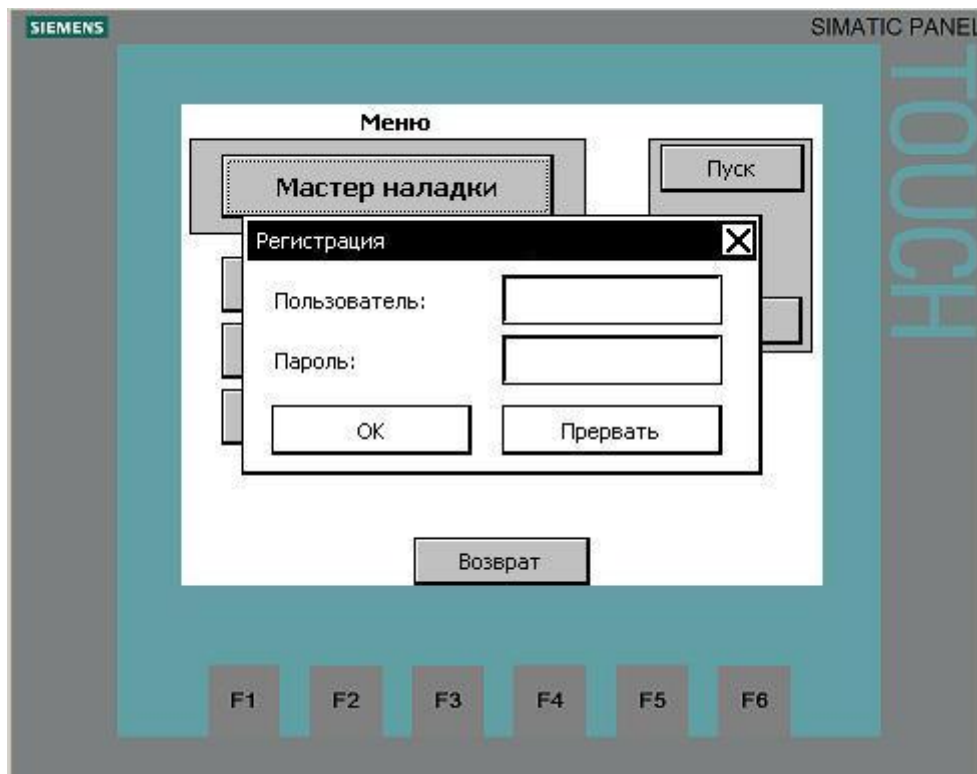 SIEMENS
SIMATIC PANEL
TOUCH
Меню
Мастер наладки
Пуск
Регистрация
Пользователь:
Пароль:
OK
Прервать
Возврат
F1 F2 F3 F4 F5 F6